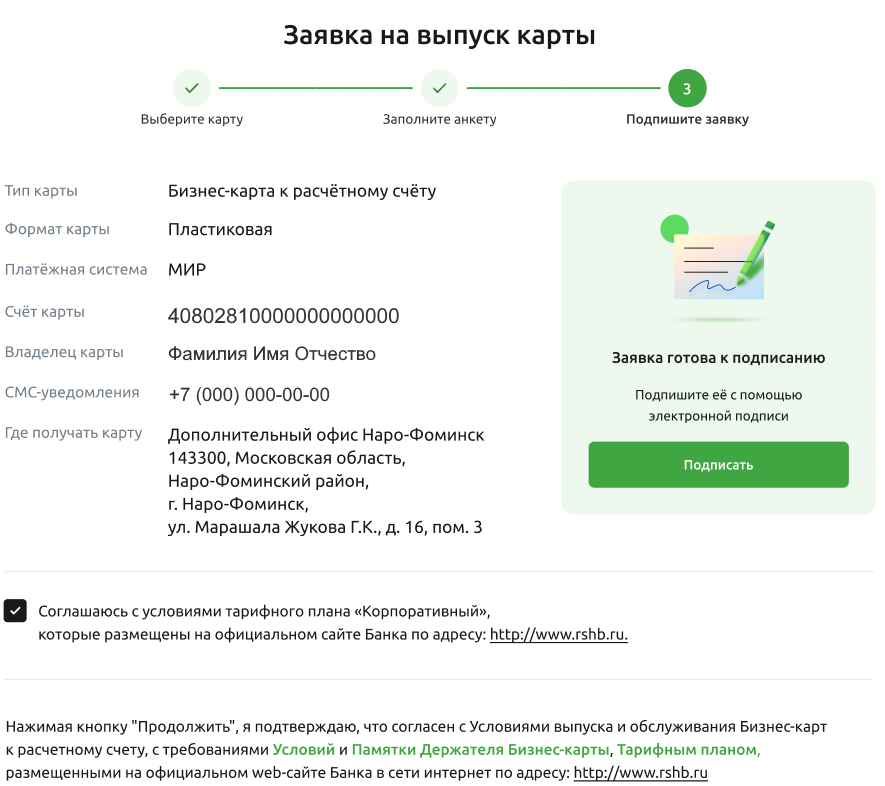 Заявка на выпуск карты
3
Выберите карту
Заполните анкету
Подпишите заявку
Тип карты
Бизнес-карта к расчётному счёту
Формат карты
Пластиковая
Платёжная система
МИР
Счёт карты
40802810000000000000
Владелец карты
Фамилия Имя Отчество
СМС-уведомления
+7 (000) 000-00-00
Где получать карту
Дополнительный офис Наро-Фоминск
143300, Московская область,
Наро-Фоминский район,
г. Наро-Фоминск,
ул. Марашала Жукова Г.К., д. 16, пом. 3
Заявка готова к подписанию
Подпишите её с помощью
электронной подписи
Подписать
Соглашаюсь с условиями тарифного плана «Корпоративный»,
которые размещены на официальном сайте Банка по адресу: http://www.rshb.ru.
Нажимая кнопку "Продолжить", я подтверждаю, что согласен с Условиями выпуска и обслуживания Бизнес-карт
к расчетному счету, с требованиями Условий и Памятки Держателя Бизнес-карты, Тарифным планом,
размещенными на официальном web-сайте Банка в сети интернет по адресу: http://www.rshb.ru